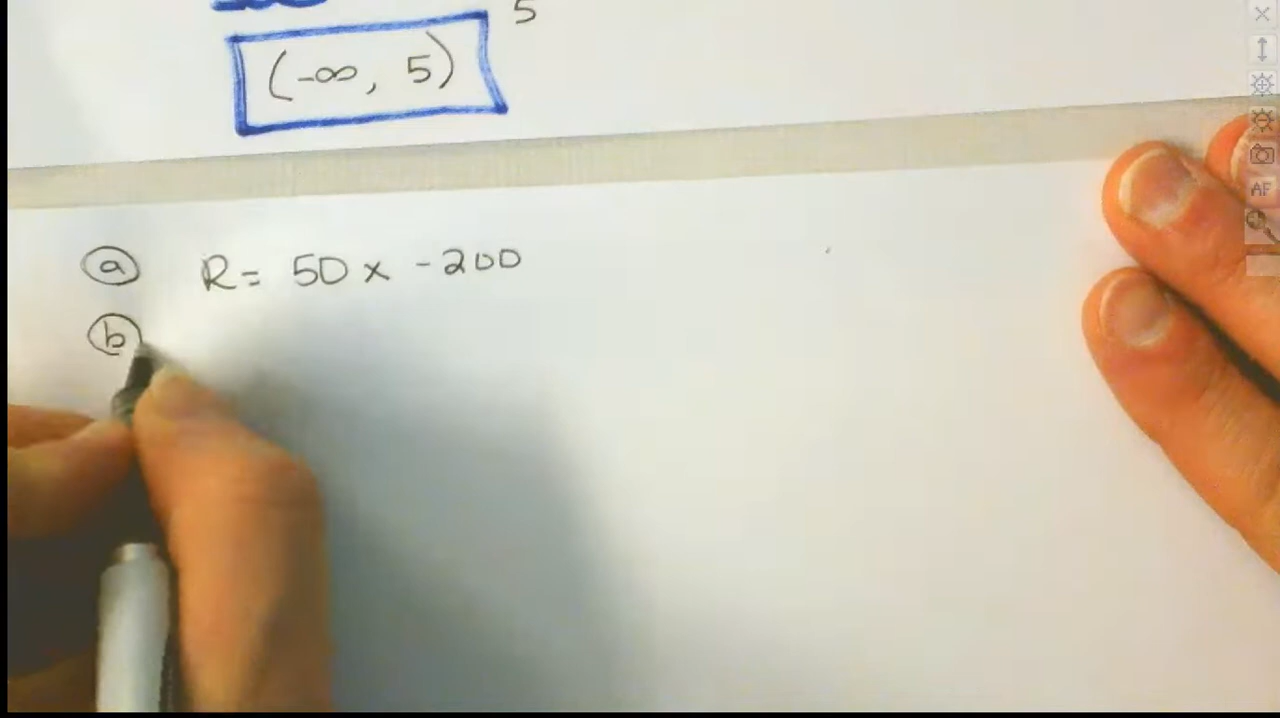 5
(-∞, 5)
ⓐ R = 50x - 200
ⓑ
AF